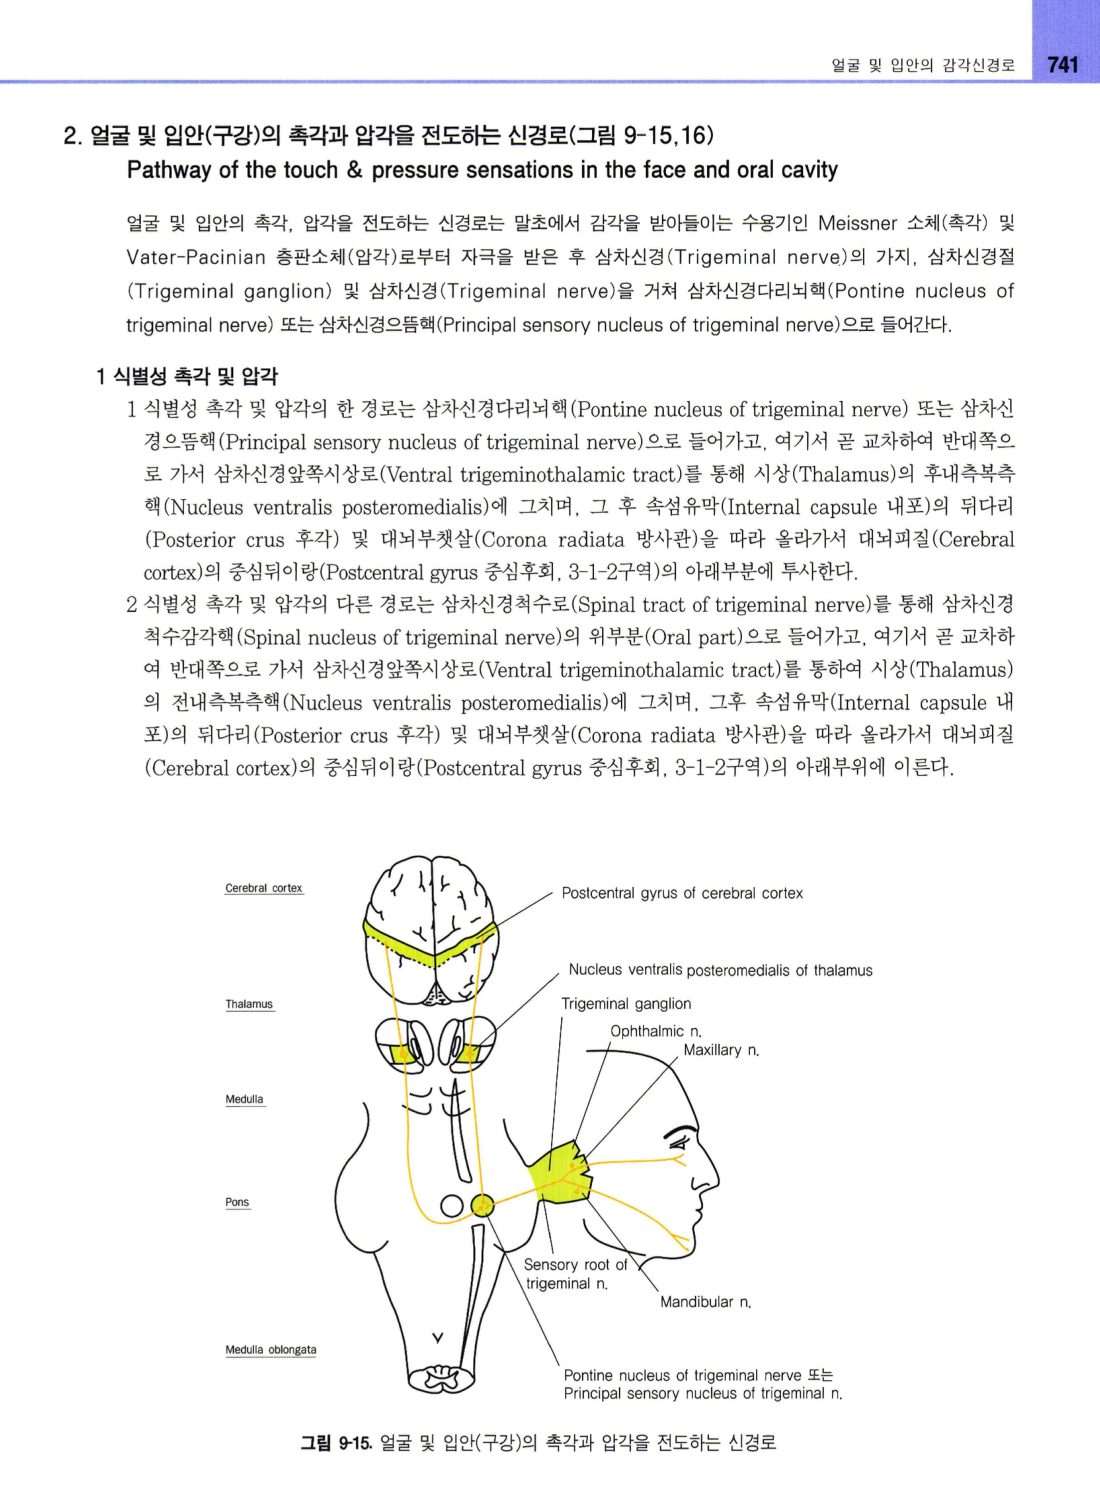 얼굴 및 입안의 감각신경로 741
2. 얼굴 및 입안(구강)의 촉각과 압각을 전도하는 신경로(그림 9-15,16)
Pathway of the touch & pressure sensations in the face and oral cavity
얼굴 및 입안의 촉각, 압각을 전도하는 신경로는 말초에서 감각을 받아들이는 수용기인 Meissner 소체(촉각) 및
Vater-Pacinian 층판소체(압각)로부터 자극을 받은 후 삼차신경(Trigeminal nerve)의 가지, 삼차신경절
(Trigeminal ganglion) 및 삼차신경(Trigeminal nerve)을 거쳐 삼차신경다리뇌핵(Pontine nucleus of
trigeminal nerve) 또는 삼차신경으뜸핵(Principal sensory nucleus of trigeminal nerve)으로 들어간다.
1 식별성 촉각 및 압각
1 식별성 촉각 및 압각의 한 경로는 삼차신경다리뇌핵(Pontine nucleus of trigeminal nerve) 또는 삼차신
경으뜸핵(Principal sensory nucleus of trigeminal nerve)으로 들어가고, 여기서 곧 교차하여 반대쪽으
로 가서 삼차신경앞쪽시상로(Ventral trigeminothalamic tract)를 통해 시상(Thalamus)의 후내측복측
핵(Nucleus ventralis posteromedialis)에 그치며, 그 후 속섬유막(Internal capsule 내포)의 뒤다리
(Posterior crus 후각) 및 대뇌부챗살(Corona radiata 방사관)을 따라 올라가서 대뇌피질(Cerebral
cortex)의 중심뒤이랑(Postcentral gyrus 중심후회, 3-1-2구역)의 아래부분에 투사한다.
2 식별성 촉각 및 압각의 다른 경로는 삼차신경척수로(Spinal tract of trigeminal nerve)를 통해 삼차신경
척수감각핵(Spinal nucleus of trigeminal nerve)의 위부분(Oral part)으로 들어가고, 여기서 곧 교차하
여 반대쪽으로 가서 삼차신경앞쪽시상로(Ventral trigeminothalamic tract)를 통하여 시상(Thalamus)
의 전내측복측핵(Nucleus ventralis posteromedialis)에 그치며, 그후 속섬유막(Internal capsule 내
포)의 뒤다리(Posterior crus 후각) 및 대뇌부챗살(Corona radiata 방사관)을 따라 올라가서 대뇌피질
(Cerebral cortex)의 중심뒤이랑(Postcentral gyrus 중심후회, 3-1-2구역)의 아래부위에 이른다.
Cerebral cortex
Postcentral gyrus of cerebral cortex
Nucleus ventralis posteromedialis of thalamus
Thalamus
Trigeminal ganglion
Ophthalmic n.
Maxillary n.
Medulla
Pons
Sensory root of
trigeminal n.
Mandibular n.
Medulla oblongata
Pontine nucleus of trigeminal nerve 또는
Principal sensory nucleus of trigeminal n.
그림 9-15. 얼굴 및 입안(구강)의 촉각과 압각을 전도하는 신경로